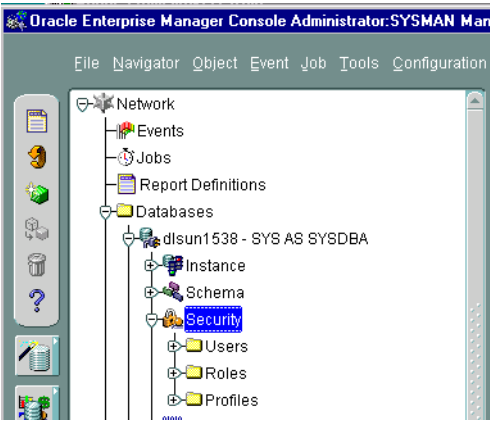 Oracle Enterprise Manager Console Administrator:SYSMAN Man
File Navigator Object Event Job Tools Configuration
Network
Events
Jobs
Report Definitions
Databases
dlsun1538 - SYS AS SYSDBA
Instance
Schema
Security
Users
Roles
Profiles